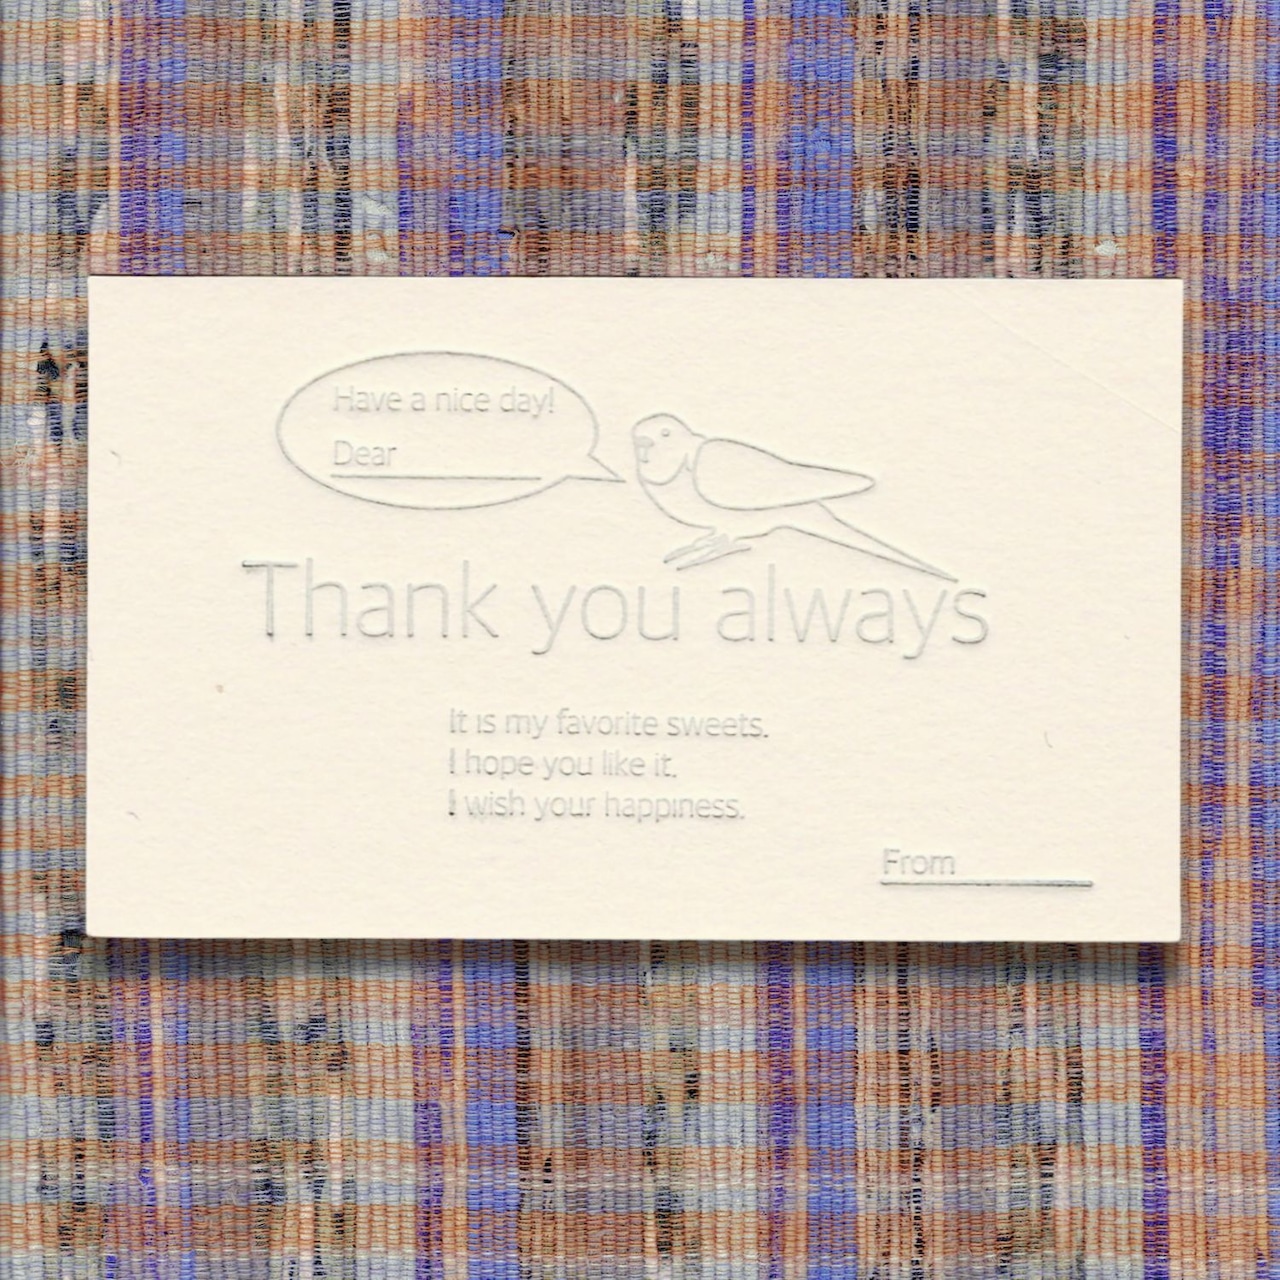 Have a nice day!
Dear
Thank you always
It is my favorite sweets.
I hope you like it.
I wish your happiness.
From